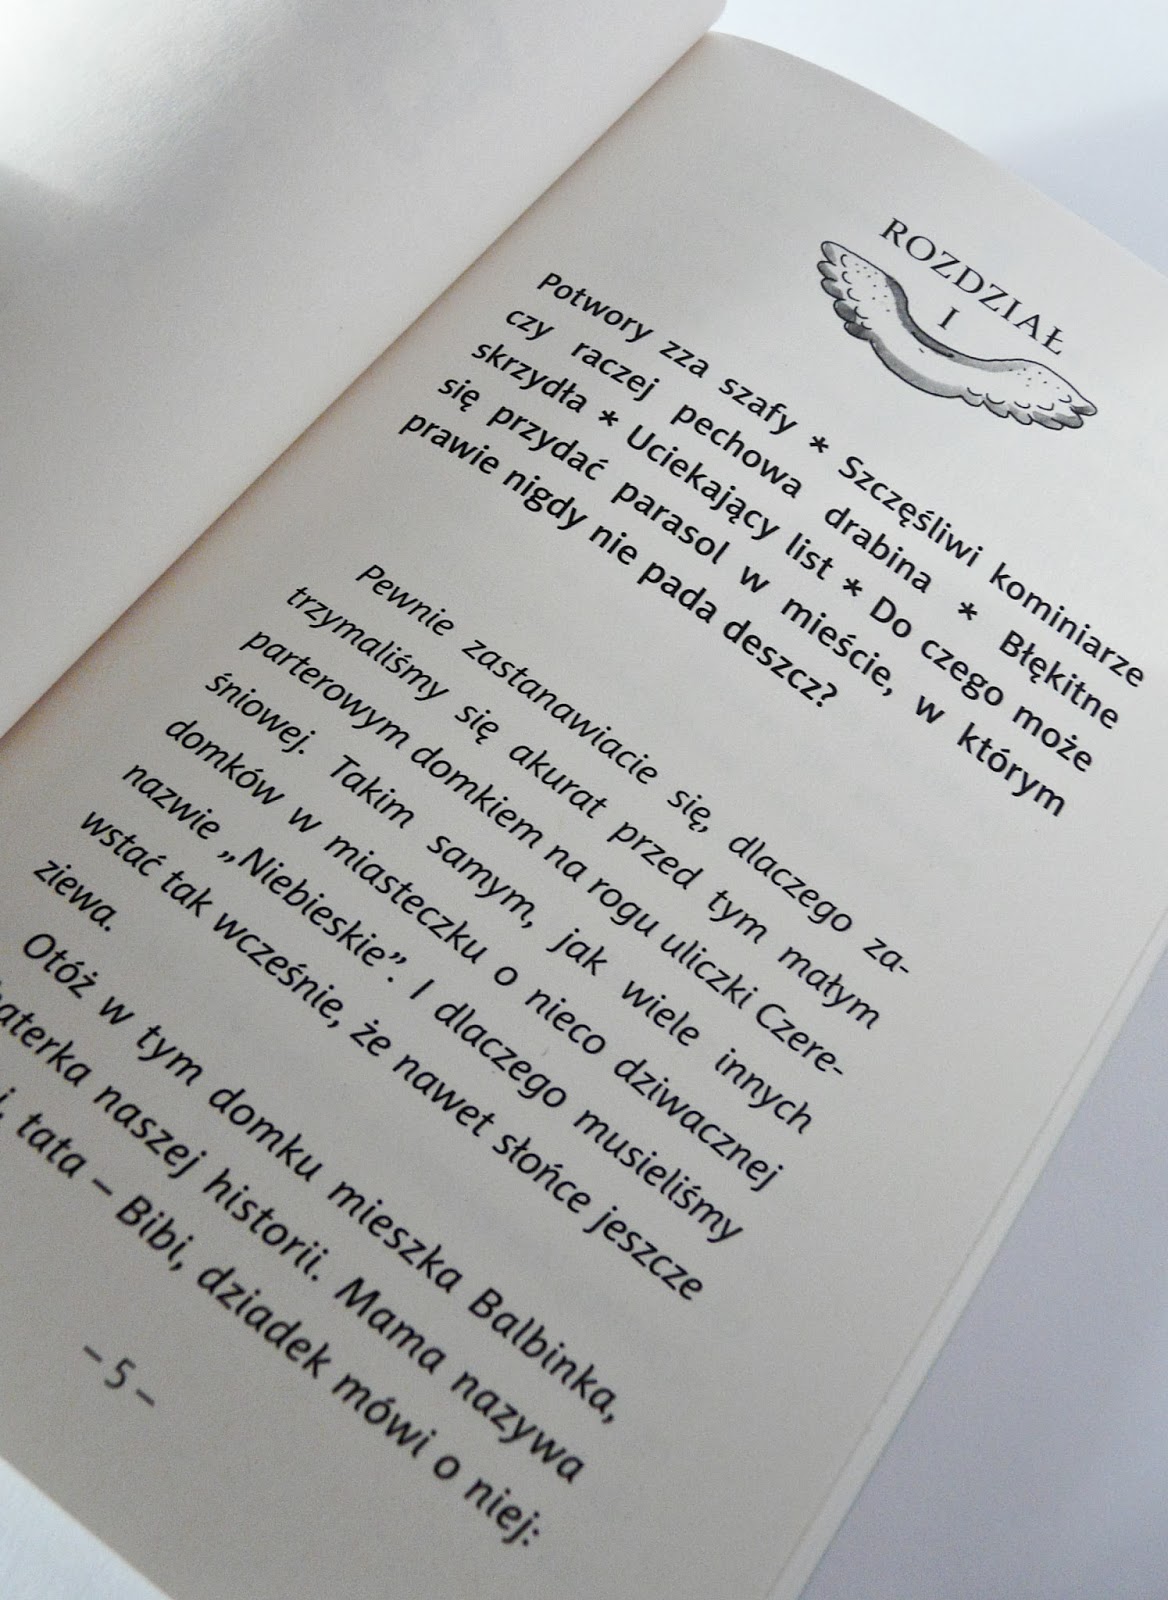 ROZDZIAŁ
I
Potwory zza szafy * Szczęśliwi kominiarze
czy raczej pechowa drabina * Błękitne
skrzydła * Uciekający list * Do czego może
się przydać parasol w mieście, w którym
prawie nigdy nie pada deszcz?
Pewnie zastanawiacie się, dlaczego za-
trzymaliśmy się akurat przed tym małym
parterowym domkiem na rogu uliczki Czere-
śniowej. Takim samym, jak wiele innych
domków w miasteczku o nieco dziwacznej
nazwie „Niebieskie”. I dlaczego musieliśmy
wstać tak wcześnie, że nawet słońce jeszcze
ziewa.
Otóż w tym domku mieszka Balbinka,
naszej historii. Mama nazywa
tata – Bibi, dziadek mówi o niej:
– 5 –